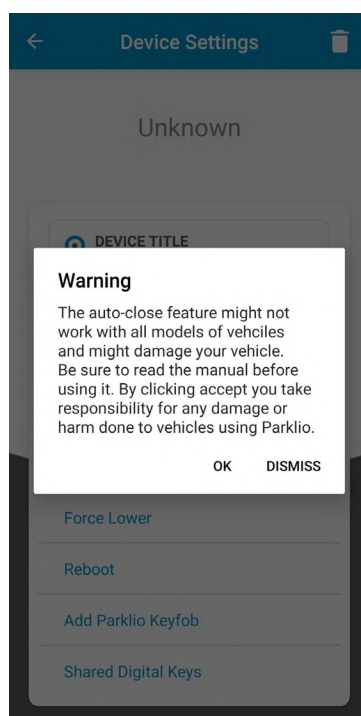 Device Settings
Unknown
DEVICE TITLE
Warning
The auto-close feature might not
work with all models of vehciles
and might damage your vehicle.
Be sure to read the manual before
using it. By clicking accept you take
responsibility for any damage or
harm done to vehicles using Parklio.
OK DISMISS
Force Lower
Reboot
Add Parklio Keyfob
Shared Digital Keys